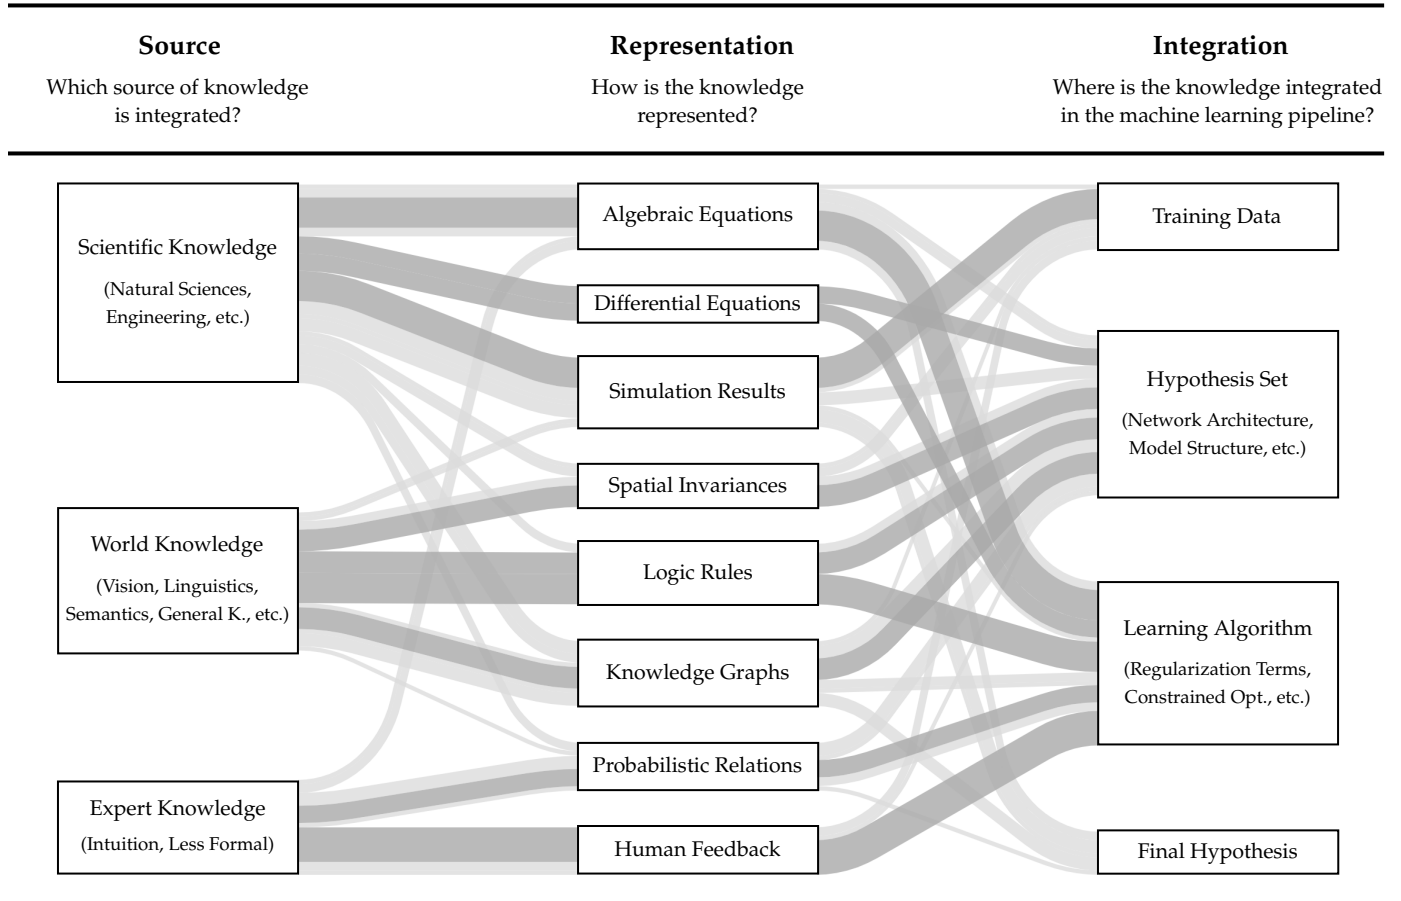 Source
Which source of knowledge
is integrated?
Representation
How is the knowledge
represented?
Integration
Where is the knowledge integrated
in the machine learning pipeline?
Scientific Knowledge
(Natural Sciences,
Engineering, etc.)
World Knowledge
(Vision, Linguistics,
Semantics, General K., etc.)
Expert Knowledge
(Intuition, Less Formal)
Algebraic Equations
Differential Equations
Simulation Results
Spatial Invariances
Logic Rules
Knowledge Graphs
Probabilistic Relations
Human Feedback
Training Data
Hypothesis Set
(Network Architecture,
Model Structure, etc.)
Learning Algorithm
(Regularization Terms,
Constrained Opt., etc.)
Final Hypothesis